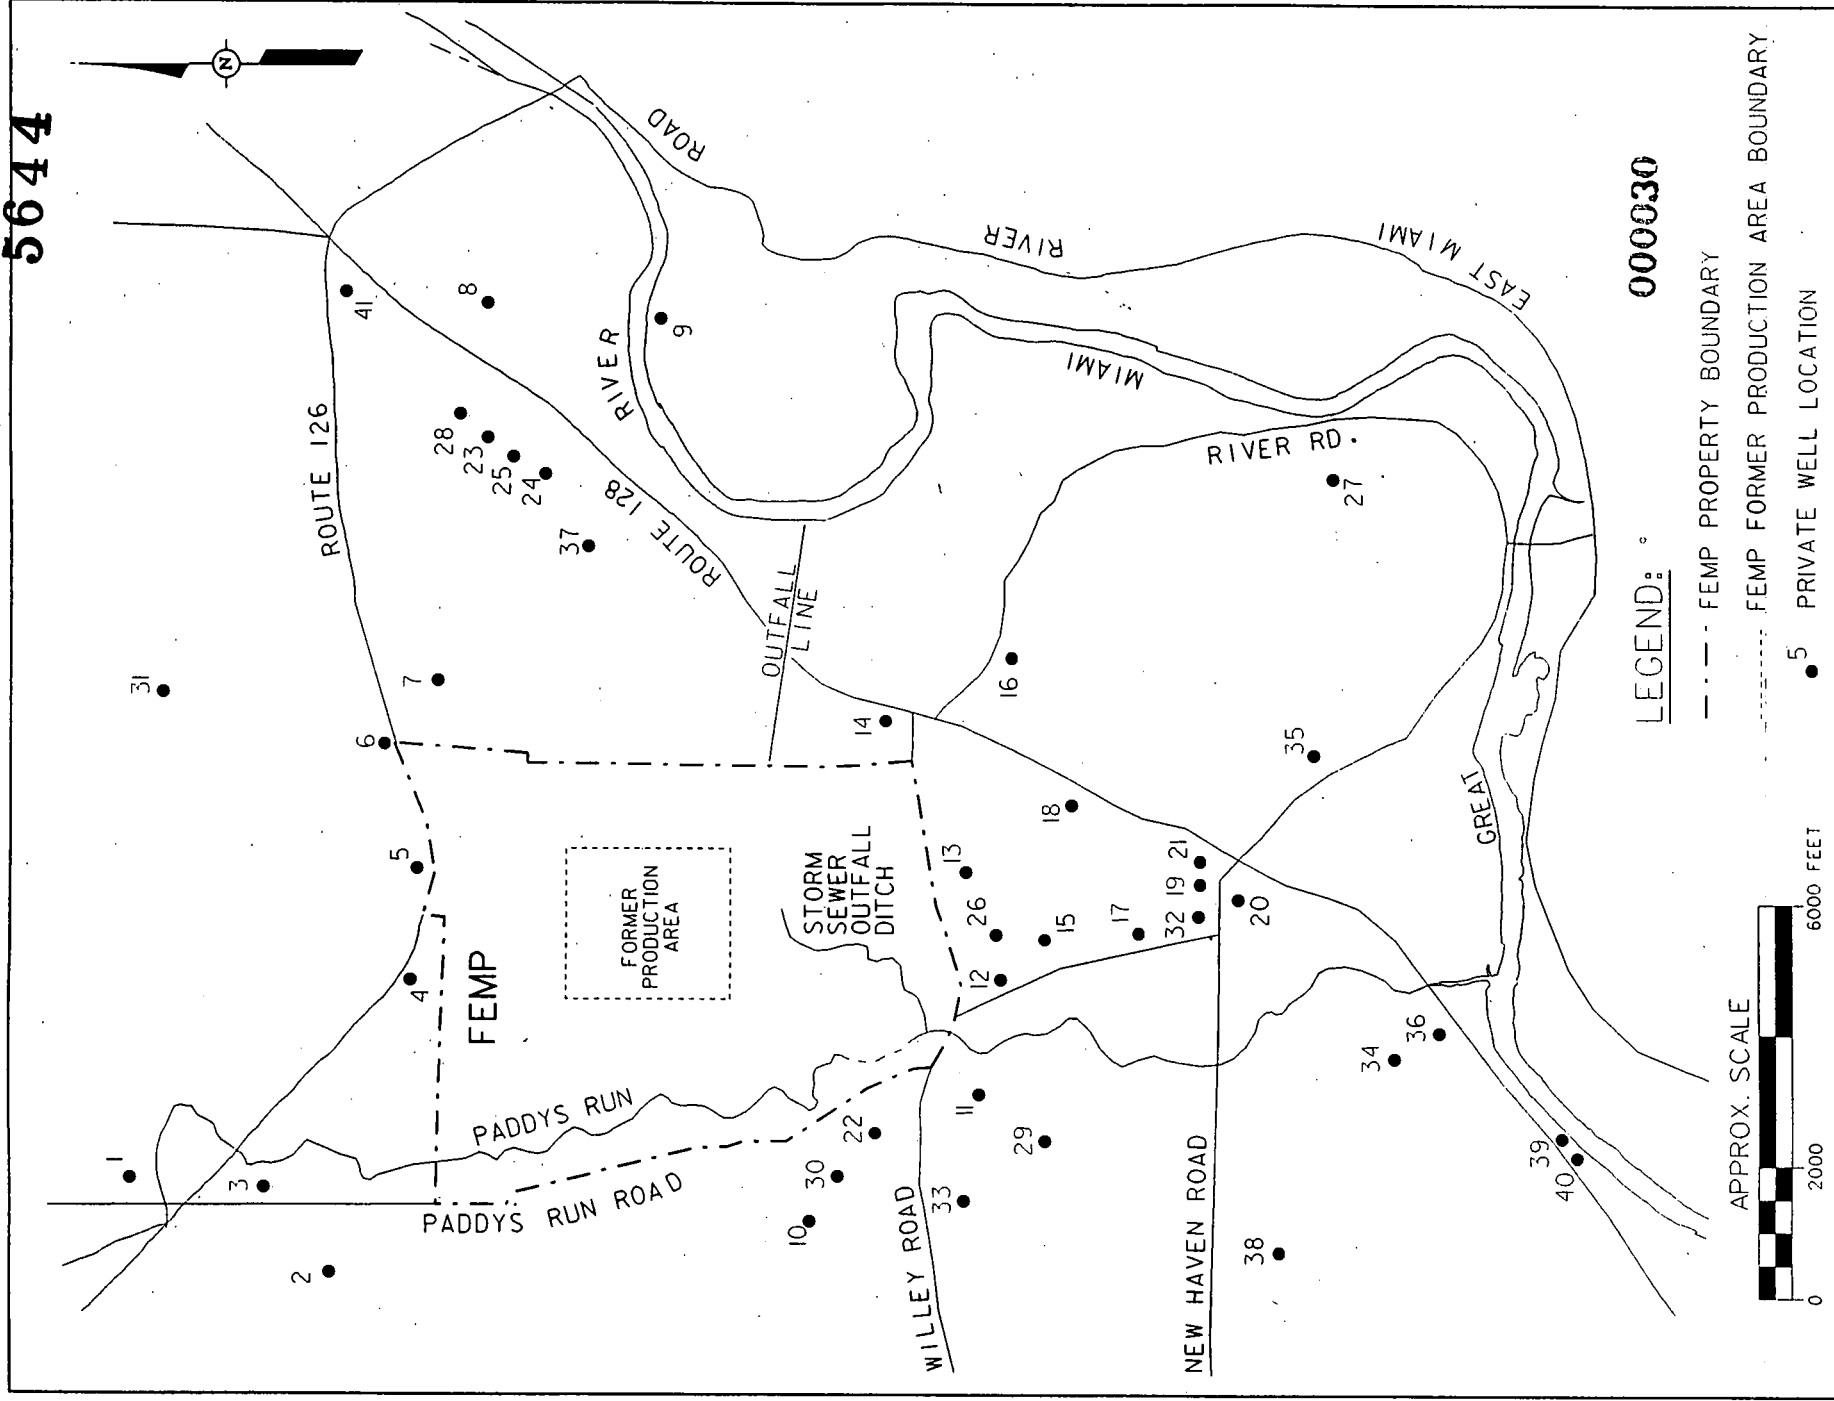 5644
N
ROUTE 126
ROUTE 128
RIVER
ROAD
RIVER
EAST MIAMI
MIAMI
RIVER RD.
OUTFALL
LINE
GREAT
FEMP
FORMER
PRODUCTION
AREA
STORM
SEWER
OUTFALL
DITCH
PADDYS RUN
PADDYS RUN ROAD
WILLEY ROAD
NEW HAVEN ROAD
1
2
3
4
5
6
7
8
9
10
11
12
13
14
15
16
17
18
19
20
21
22
23
24
25
26
27
28
29
30
31
32
33
34
35
36
37
38
39
40
41
000030
LEGEND:
FEMP PROPERTY BOUNDARY
FEMP FORMER PRODUCTION AREA BOUNDARY
5 PRIVATE WELL LOCATION
APPROX. SCALE
0 2000 6000 FEET